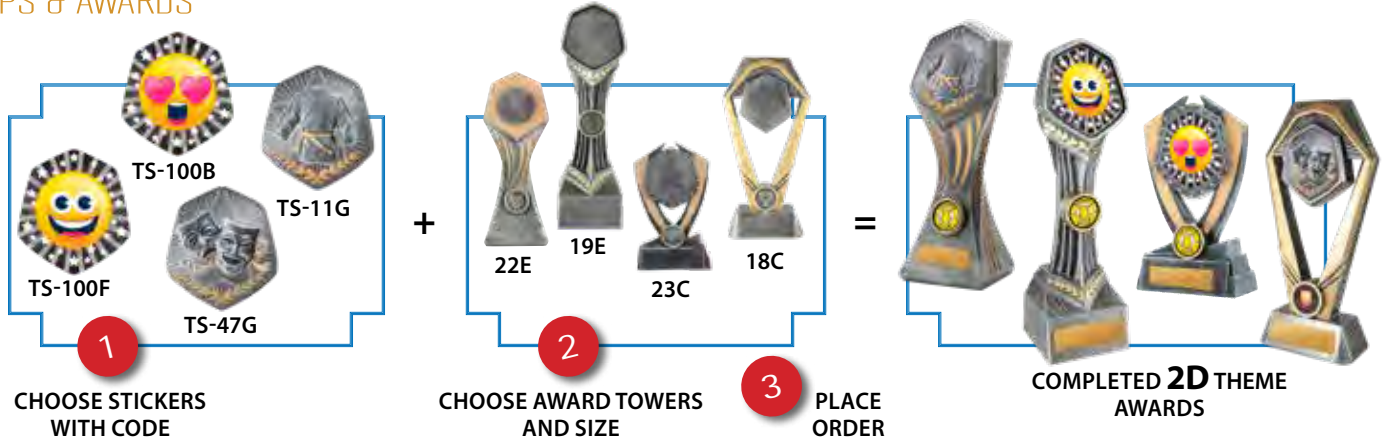 & AWARDS
TS-100B
TS-11G
TS-100F
TS-47G
1
CHOOSE STICKERS
WITH CODE
+
22E
19E
23C
18C
2
CHOOSE AWARD TOWERS
AND SIZE
3
PLACE
ORDER
=
COMPLETED 2D THEME
AWARDS